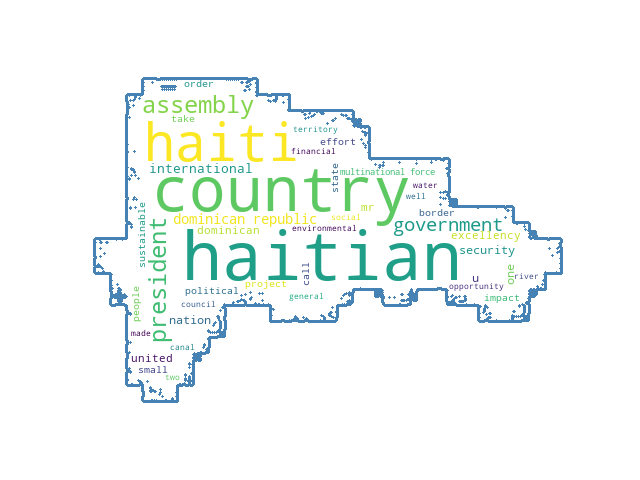 order
assembly
take
territory
haiti
effort
financial
international
state
multinational force
country
water
well
sustainable
dominican republic
social
mr
border
president
dominican
environmental
government
excellency
haitian
security
call
u
one
river
political
project
opportunity
people
council
general
impact
nation
made
canal
united
small
two